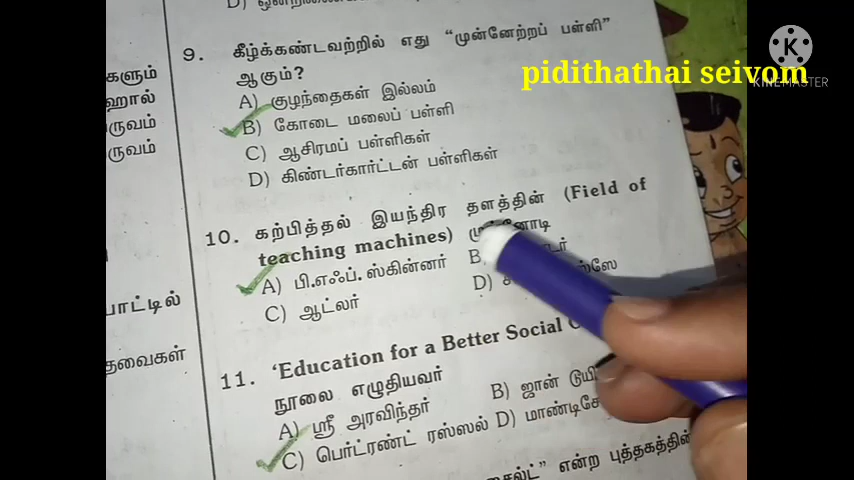 9. கீழ்க்கண்டவற்றில் எது “முன்னேற்றப் பள்ளி”
ஆகும்?
A) குழந்தைகள் இல்லம்
B) கோடை மலைப் பள்ளி
C) ஆசிரமப் பள்ளிகள்
D) கிண்டர்கார்ட்டன் பள்ளிகள்
10. கற்பித்தல் இயந்திர தளத்தின் (Field of
teaching machines)
A) பி.எஃப். ஸ்கின்னர் B)
C) ஆட்லர் D)
11. ‘Education for a Better Social
நூலை எழுதியவர்
A) ஸ்ரீ அரவிந்தர் B) ஜான்
C) பெர்ட்ரண்ட் ரஸ்ஸல் D)
என்ற புத்தகத்தின்
களும்
ஹால்
ருவம்
ருவம்
பாட்டில்
தவைகள்
pidithathai seivom
K
KINEMASTER